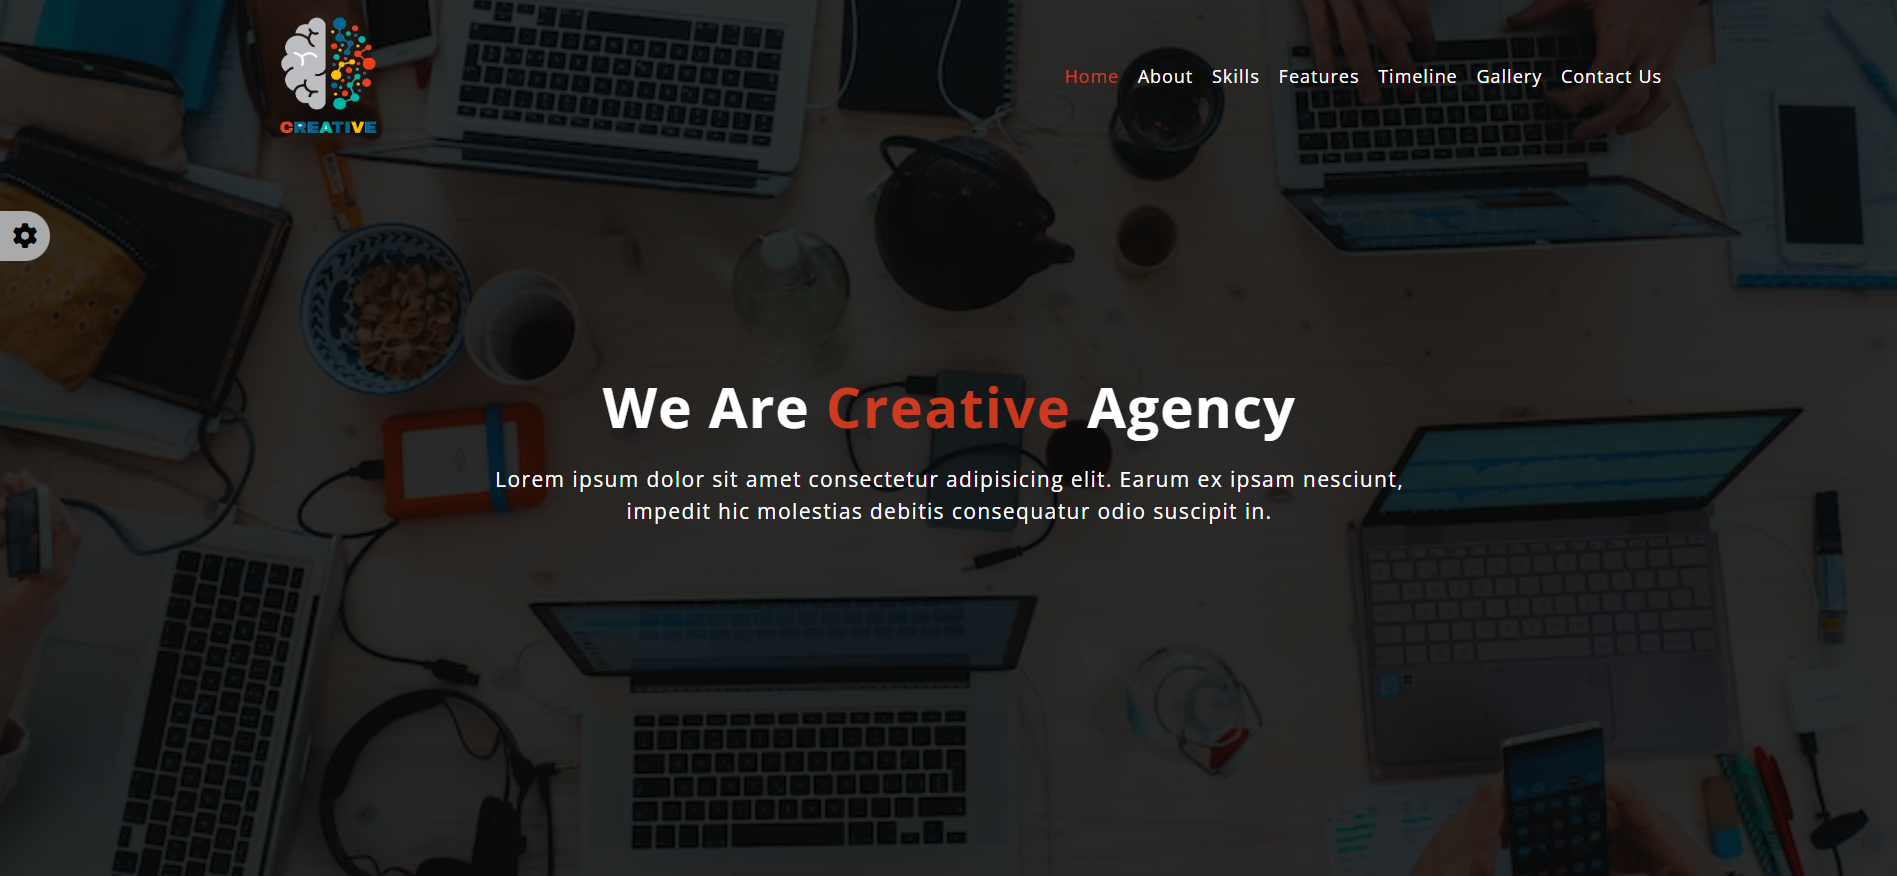 CREATIVE
Home About Skills Features Timeline Gallery Contact Us
We Are Creative Agency
Lorem ipsum dolor sit amet consectetur adipisicing elit. Earum ex ipsam nesciunt,
impedit hic molestias debitis consequatur odio suscipit in.